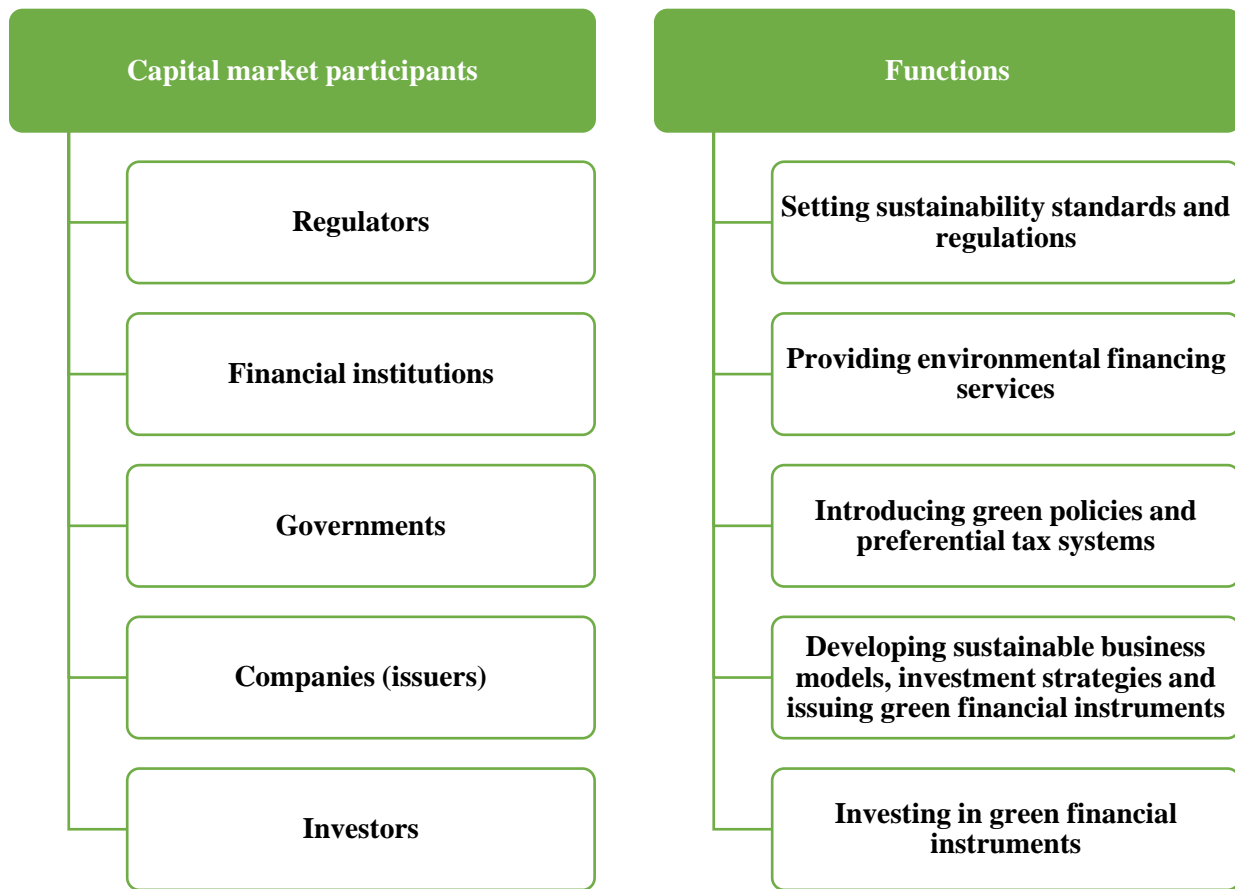 Capital market participants
Regulators
Financial institutions
Governments
Companies (issuers)
Investors
Functions
Setting sustainability standards and
regulations
Providing environmental financing
services
Introducing green policies and
preferential tax systems
Developing sustainable business
models, investment strategies and
issuing green financial instruments
Investing in green financial
instruments